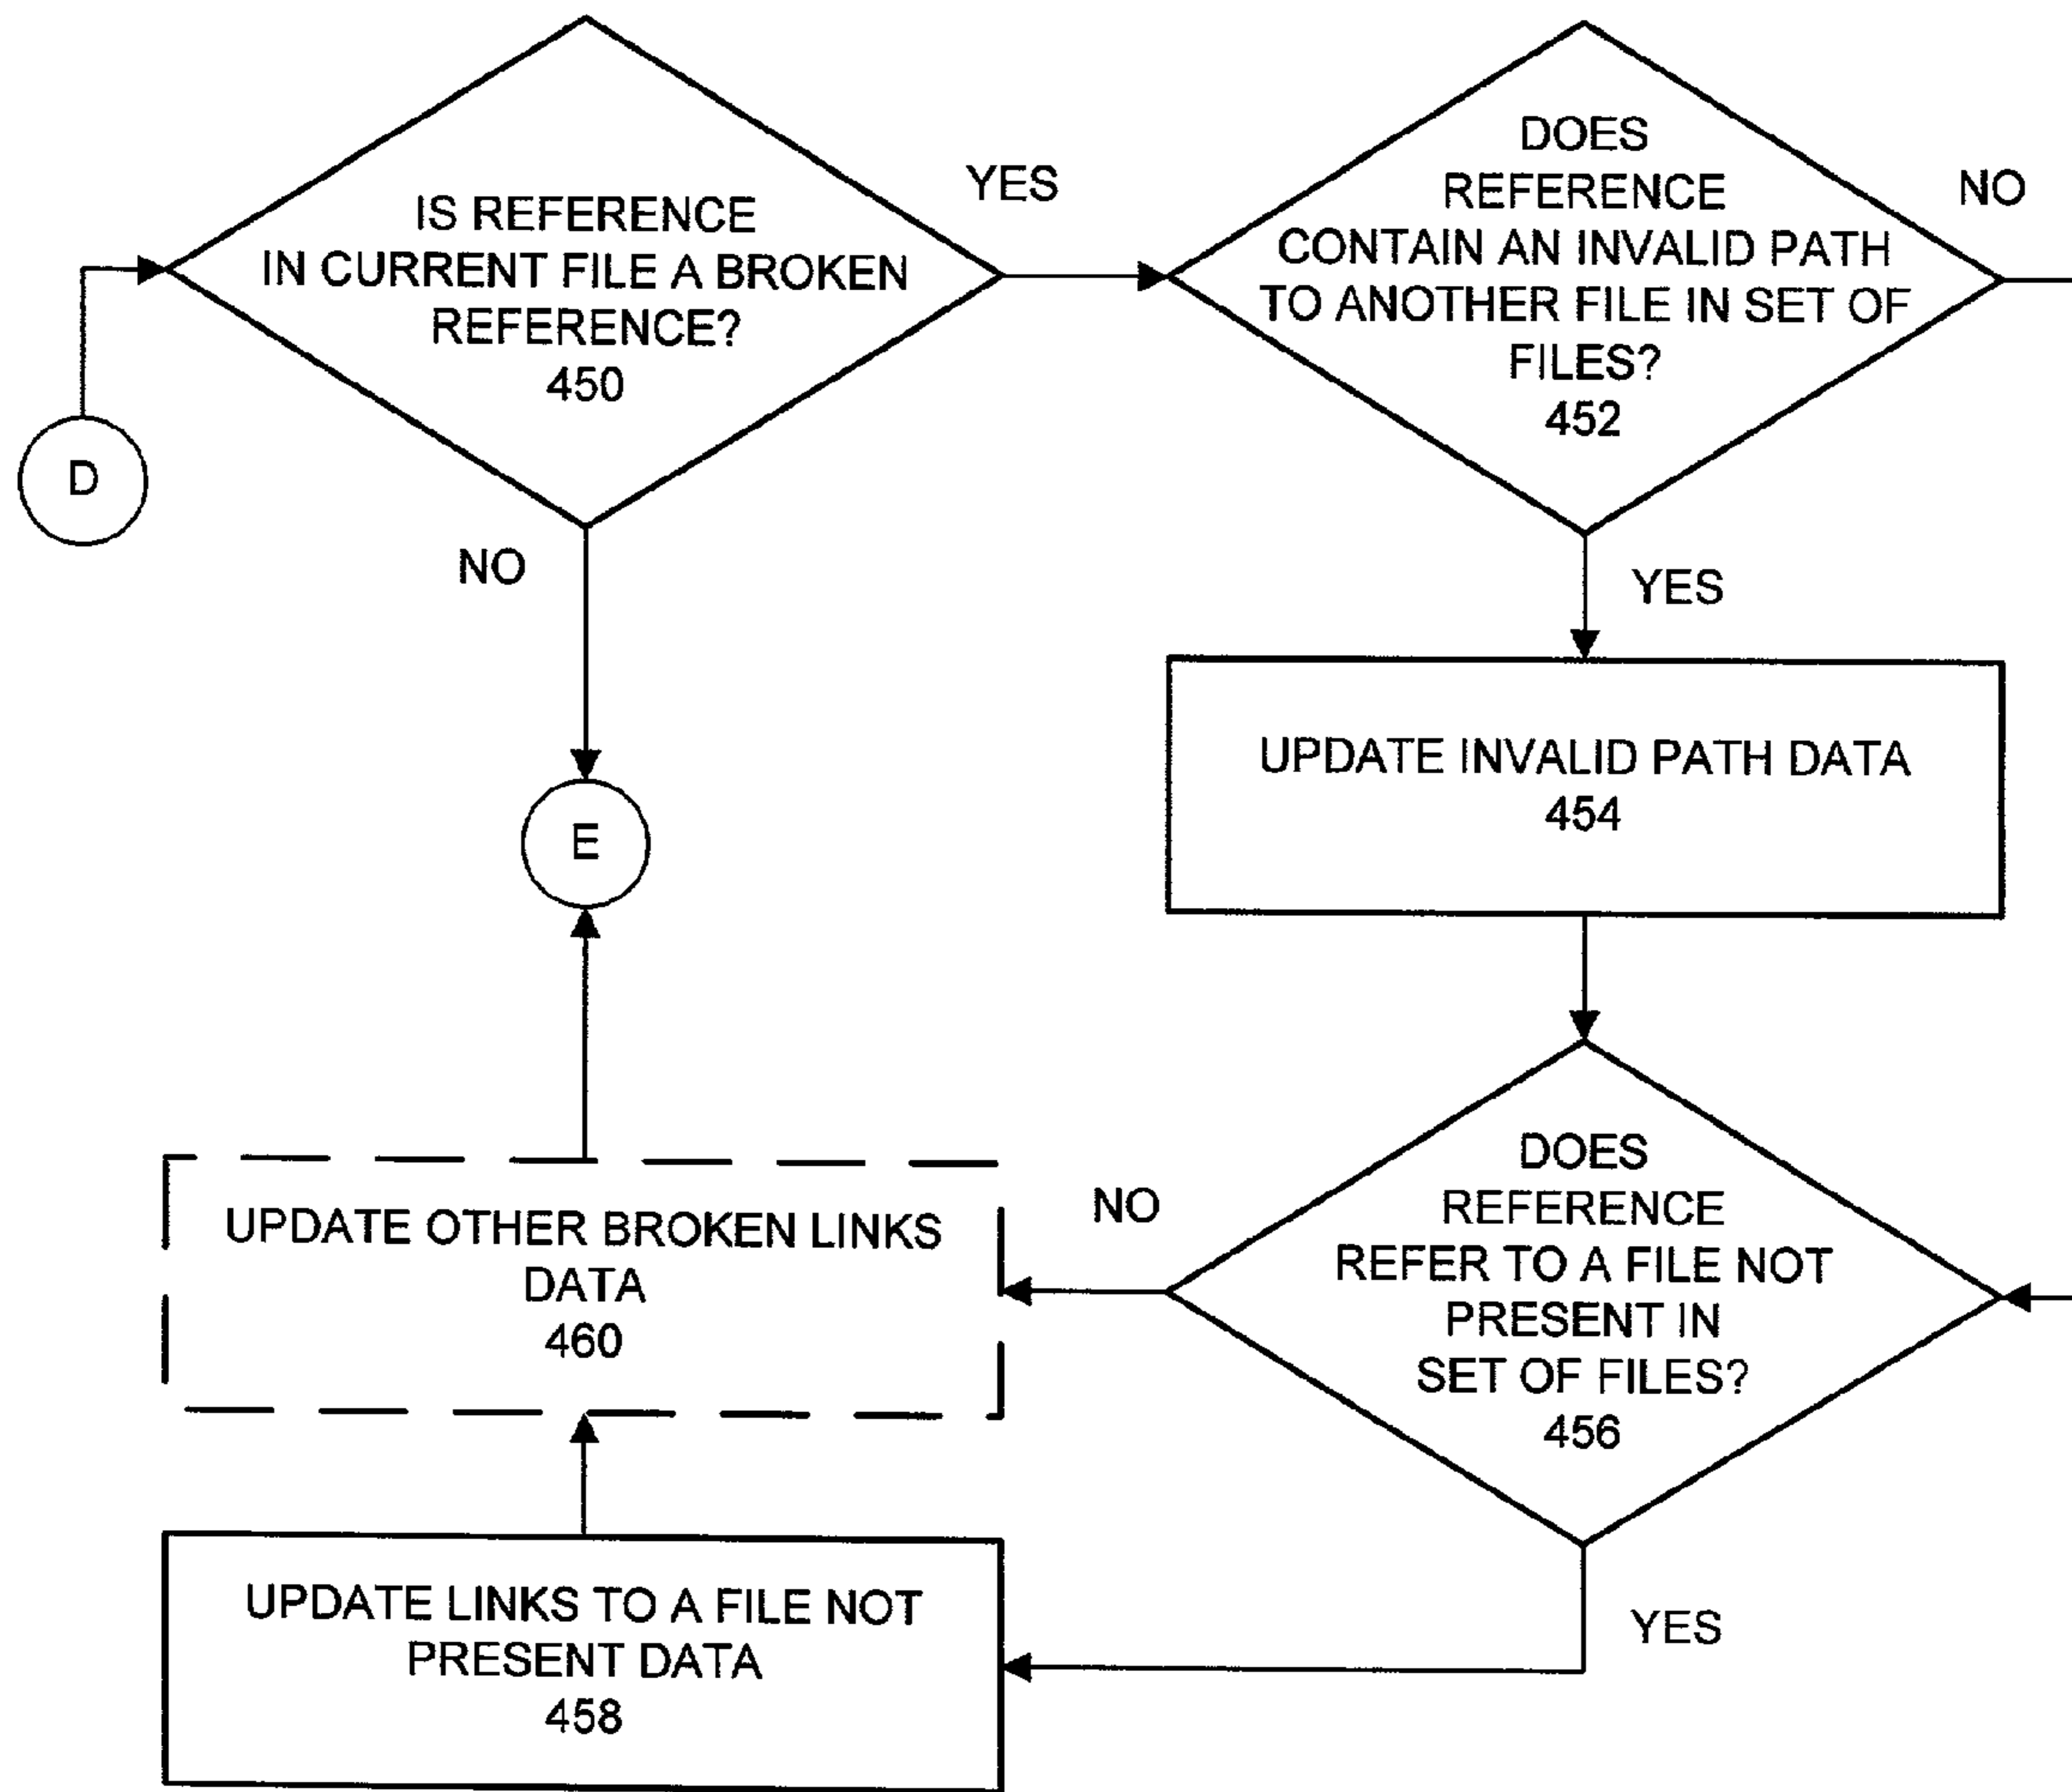 IS REFERENCE
IN CURRENT FILE A BROKEN
REFERENCE?
450
YES
DOES
REFERENCE
CONTAIN AN INVALID PATH
TO ANOTHER FILE IN SET OF
FILES?
452
NO
D
NO
YES
UPDATE INVALID PATH DATA
454
E
DOES
REFERENCE
REFER TO A FILE NOT
PRESENT IN
SET OF FILES?
456
NO
UPDATE OTHER BROKEN LINKS
DATA
460
YES
UPDATE LINKS TO A FILE NOT
PRESENT DATA
458